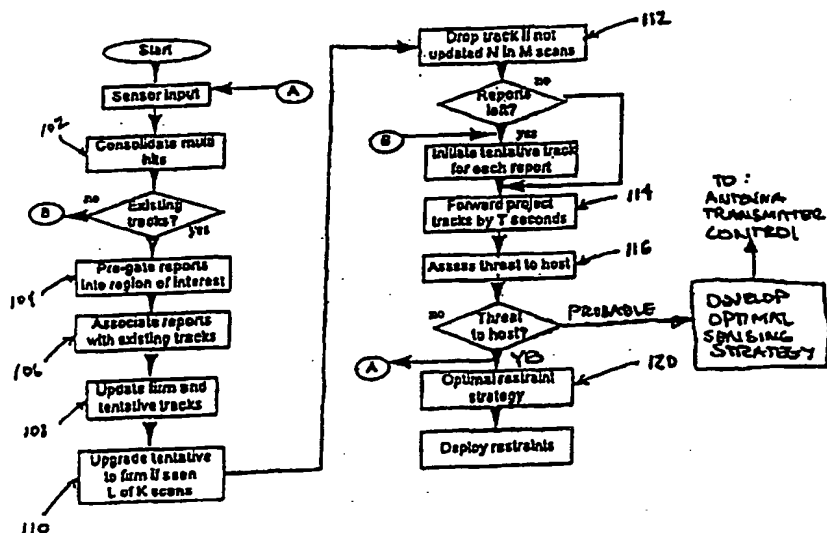 Start
Sensor input
A
102
Consolidate multi
hits
B
no
Existing
tracks?
yes
104
Pre-gate reports
into region of interest
106
Associate reports
with existing tracks
108
Update firm and
tentative tracks
110
Upgrade tentative
to firm if seen
L of K scans
112
Drop track if not
updated N in M scans
no
Reports
left?
B
yes
Initiate tentative track
for each report
114
Forward project
tracks by T seconds
116
Assess threat to host
no
Threat
to host?
PROBABLE
DEVELOP
OPTIMAL
SENSING
STRATEGY
TO:
ANTENNA
TRANSMATER
CONTROL
A
YES
120
Optimal restraint
strategy
Deploy restraints